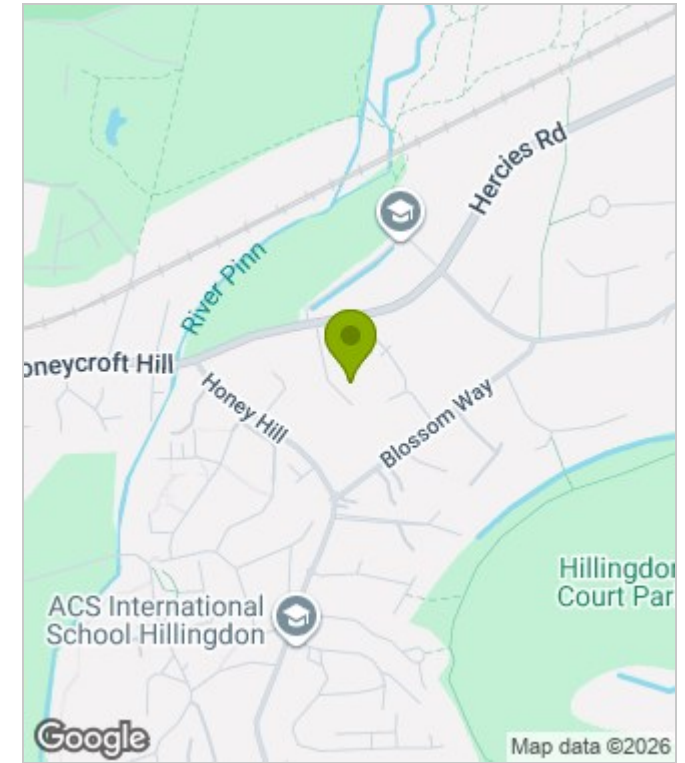 Hercies Rd
River Pinn
oneycroft Hill
Honey Hill
Blossom Way
Hillingdo
Court Par
ACS International
School Hillingdon
Google
Map data ©2026